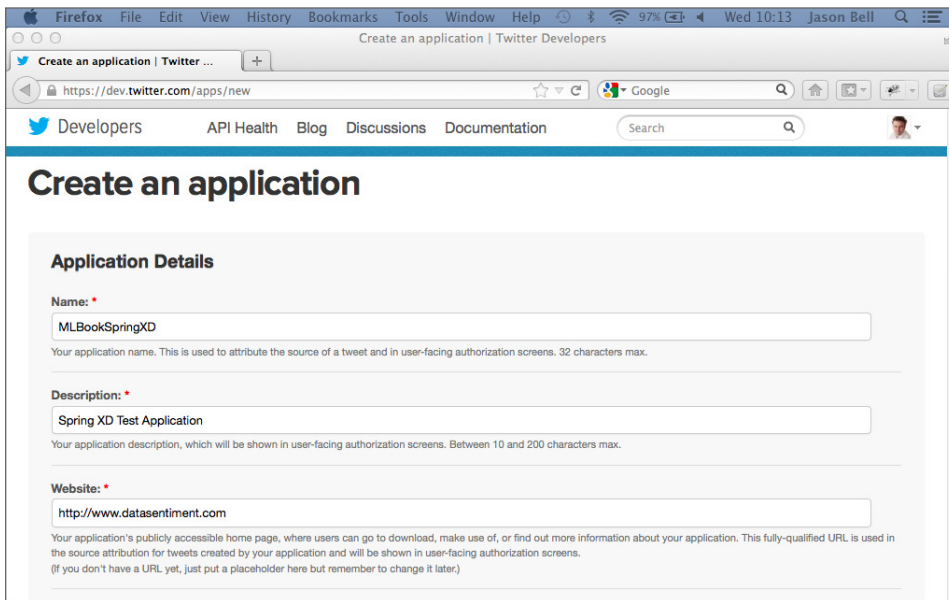 Firefox File Edit View History Bookmarks Tools Window Help 97% Wed 10:13 Jason Bell
Create an application | Twitter Developers
Create an application | Twitter ...
https://dev.twitter.com/apps/new
Google
Developers API Health Blog Discussions Documentation Search
Create an application
Application Details
Name: *
MLBookSpringXD
Your application name. This is used to attribute the source of a tweet and in user-facing authorization screens. 32 characters max.
Description: *
Spring XD Test Application
Your application description, which will be shown in user-facing authorization screens. Between 10 and 200 characters max.
Website: *
http://www.datasentiment.com
Your application's publicly accessible home page, where users can go to download, make use of, or find out more information about your application. This fully-qualified URL is used in
the source attribution for tweets created by your application and will be shown in user-facing authorization screens.
(If you don't have a URL yet, just put a placeholder here but remember to change it later.)